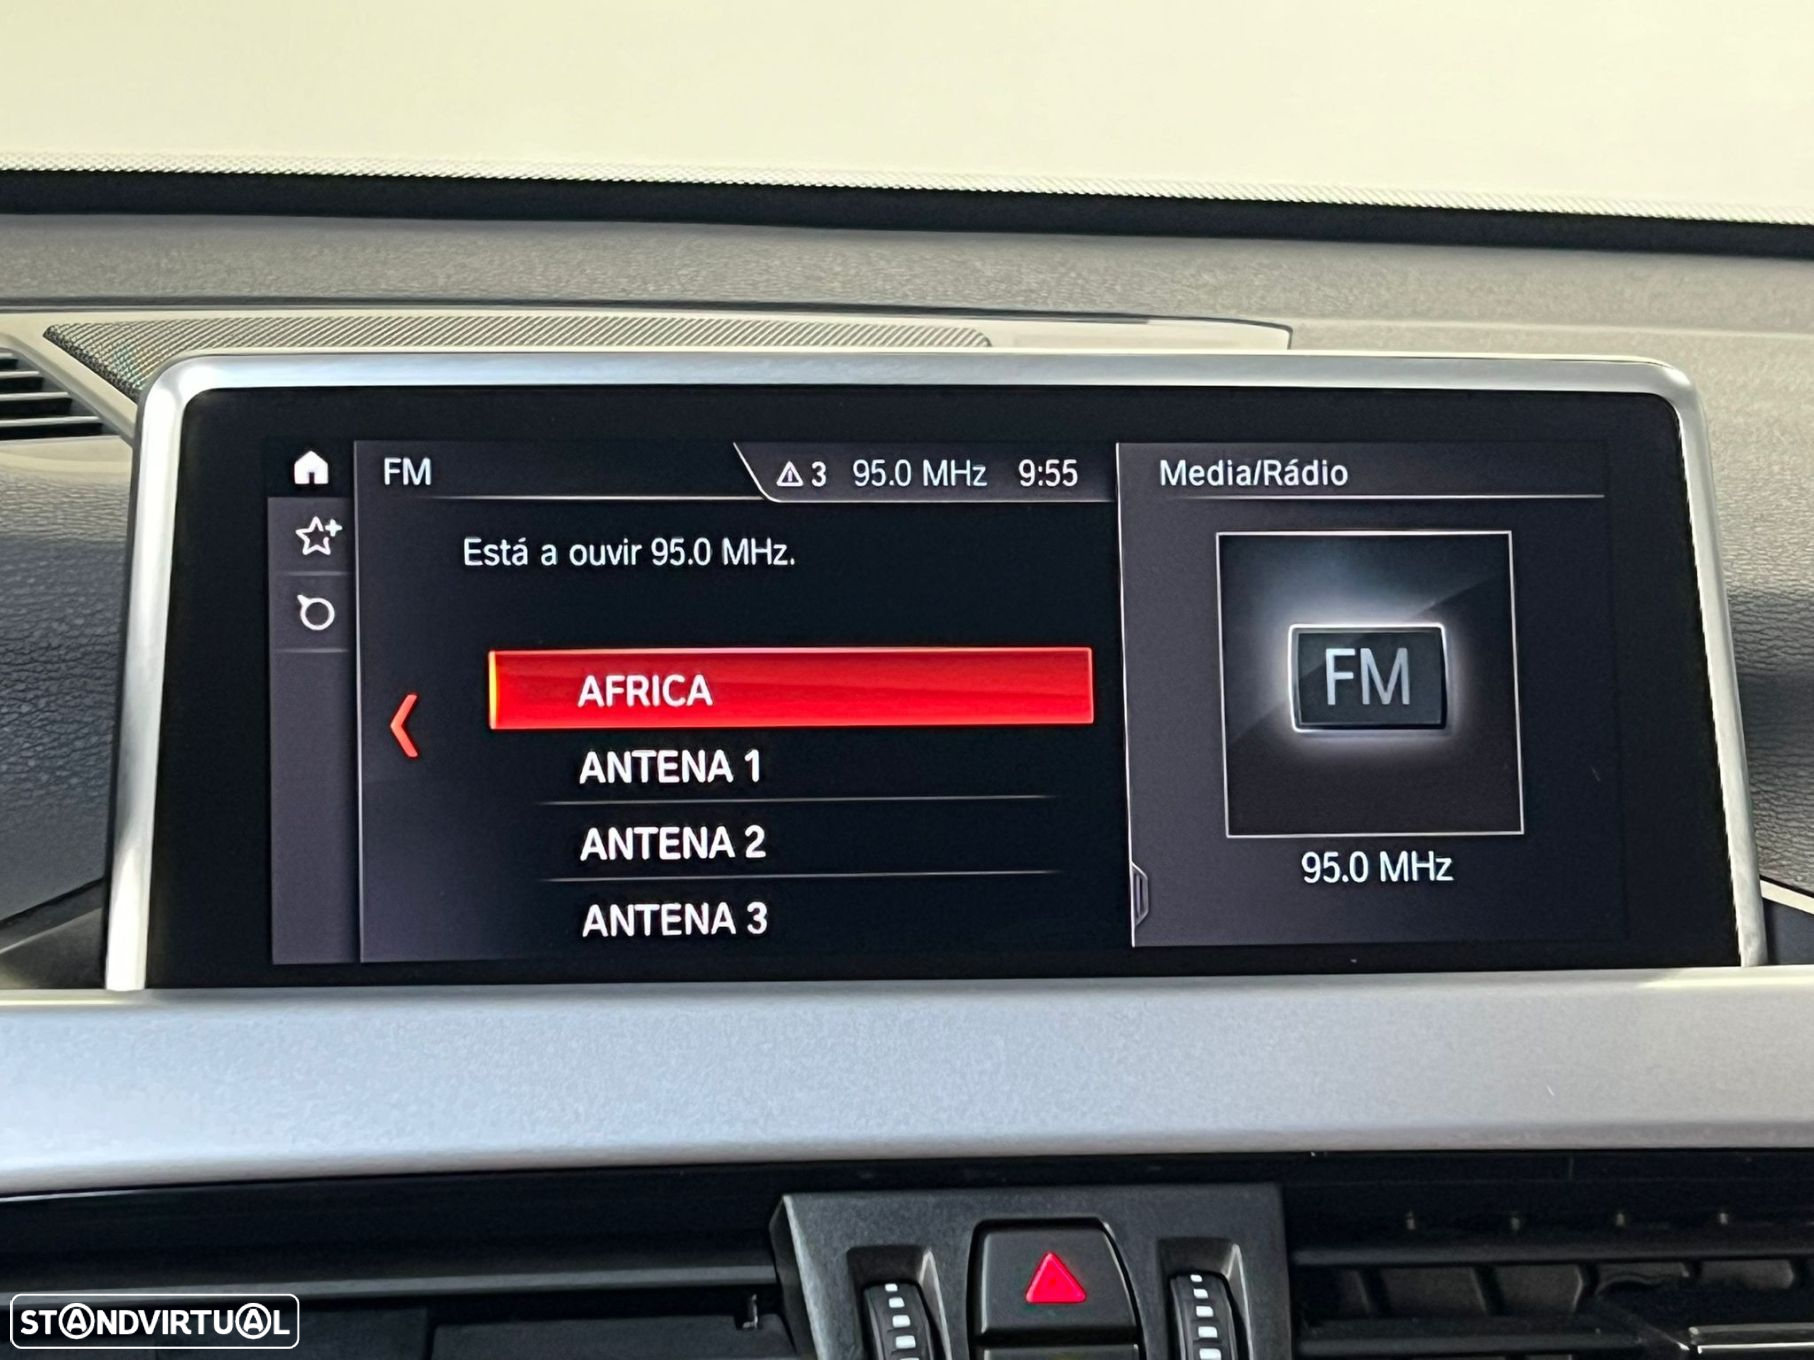 FM
3 95.0 MHz 9:55
Media/Rádio
Está a ouvir 95.0 MHz.
AFRICA
ANTENA 1
ANTENA 2
ANTENA 3
FM
95.0 MHz
STANDVIRTUAL